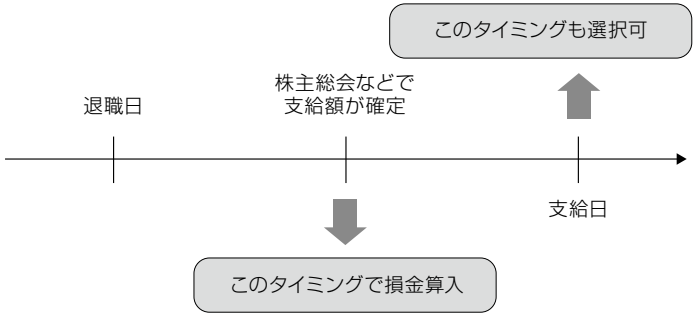 このタイミングも選択可
退職日
株主総会などで
支給額が確定
支給日
このタイミングで損金算入